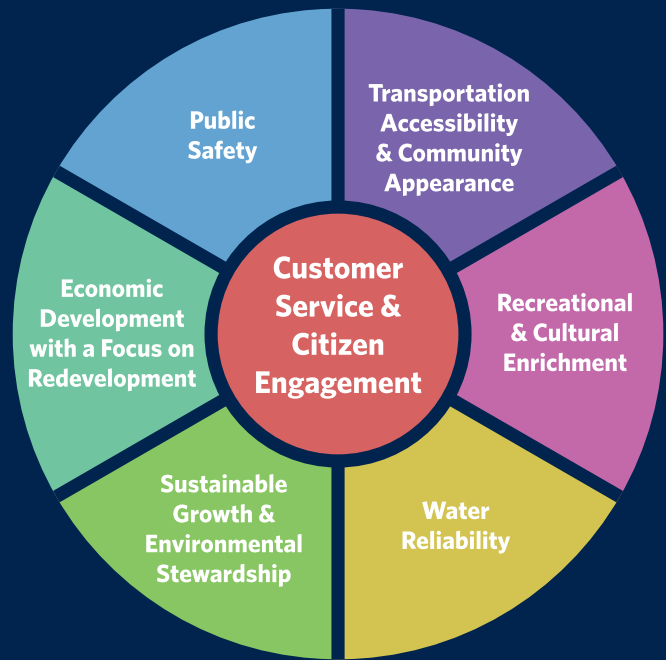 Public
Safety
Transportation
Accessibility
& Community
Appearance
Economic
Development
with a Focus on
Redevelopment
Customer
Service &
Citizen
Engagement
Recreational
& Cultural
Enrichment
Sustainable
Growth &
Environmental
Stewardship
Water
Reliability